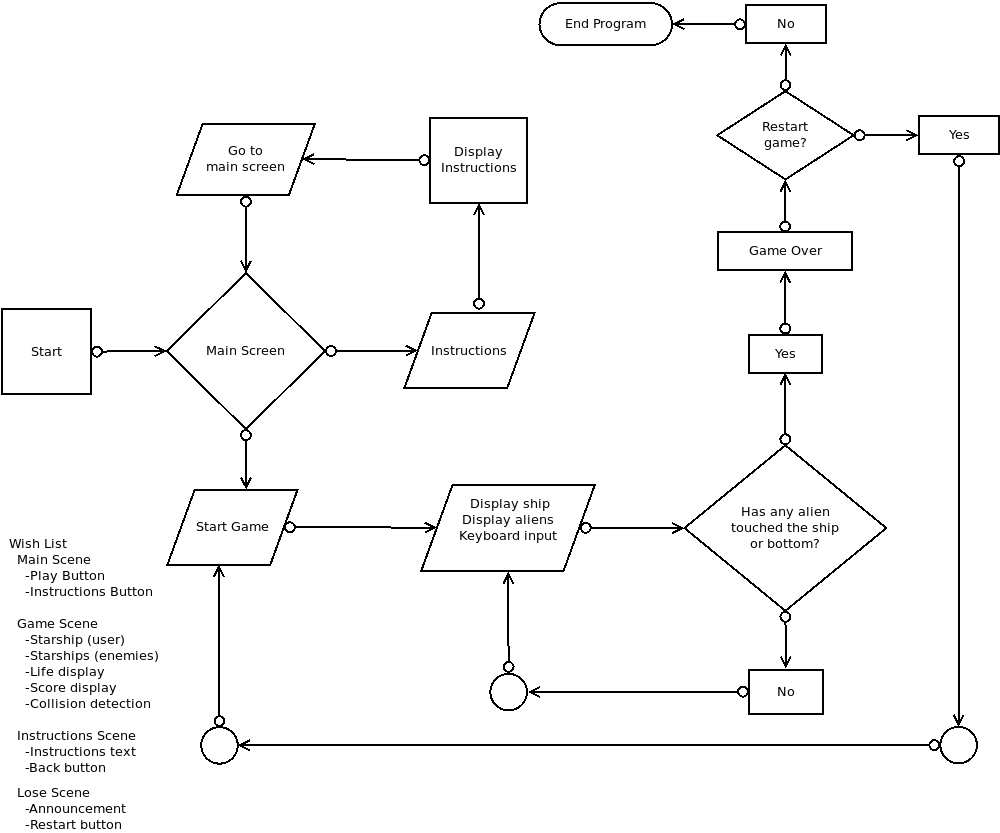 End Program
No
Restart
game?
Yes
Go to
main screen
Display
Instructions
Game Over
Start
Main Screen
Instructions
Yes
Start Game
Display ship
Display aliens
Keyboard input
Has any alien
touched the ship
or bottom?
No
Wish List
Main Scene
-Play Button
-Instructions Button
Game Scene
-Starship (user)
-Starships (enemies)
-Life display
-Score display
-Collision detection
Instructions Scene
-Instructions text
-Back button
Lose Scene
-Announcement
-Restart button